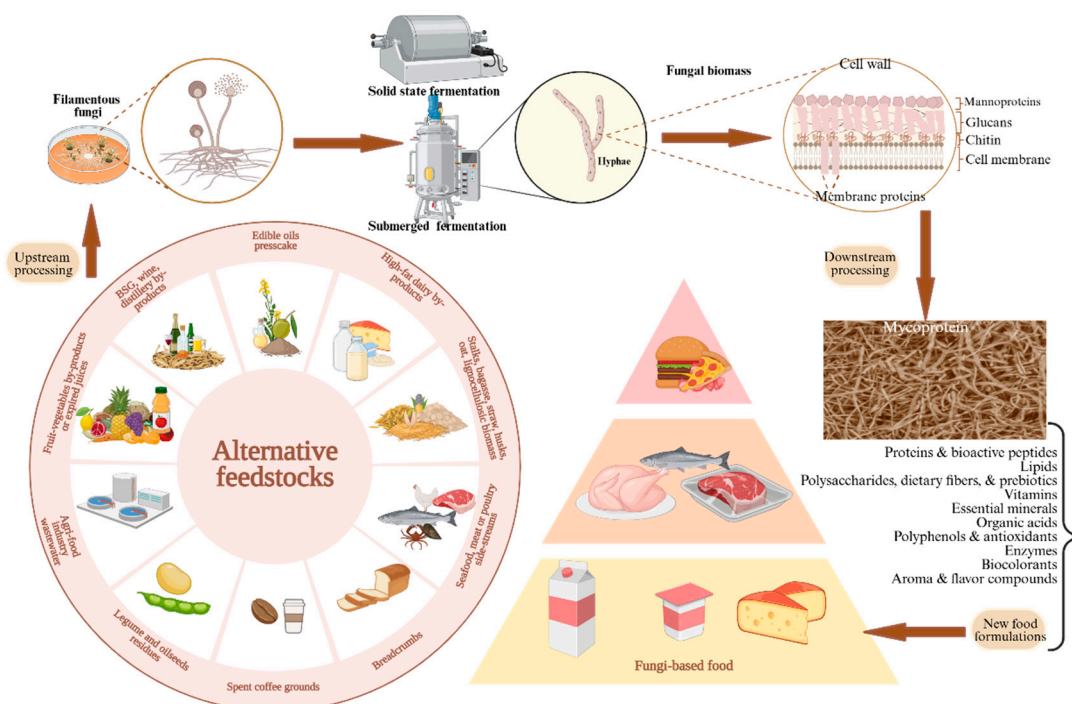 Solid state fermentation
Filamentous
fungi
Submerged  fermentation
Hyphae
Fungal biomass
Cell wall
Mannoproteins
Glucans
Chitin
Cell membrane
Membrane proteins
Upstream
processing
Downstream
processing
Edible oils
presscake
High-fat dairy by-
products
Stalks, bagasse, straw, husks,
oat, lignocellulosic biomass
Seafood, meat or poultry
side-streams
Breadcrumbs
Spent coffee grounds
Legume and oilseeds
residues
Agri-food
industry
wastewater
Fruit-vegetables by-products
or expired juices
BSG, wine,
distillery by-
products
Alternative
feedstocks
Mycoprotein
Proteins & bioactive peptides
Lipids
Polysaccharides, dietary fibers, & prebiotics
Vitamins
Essential minerals
Organic acids
Polyphenols & antioxidants
Enzymes
Biocolorants
Aroma & flavor compounds
New food
formulations
Fungi-based food